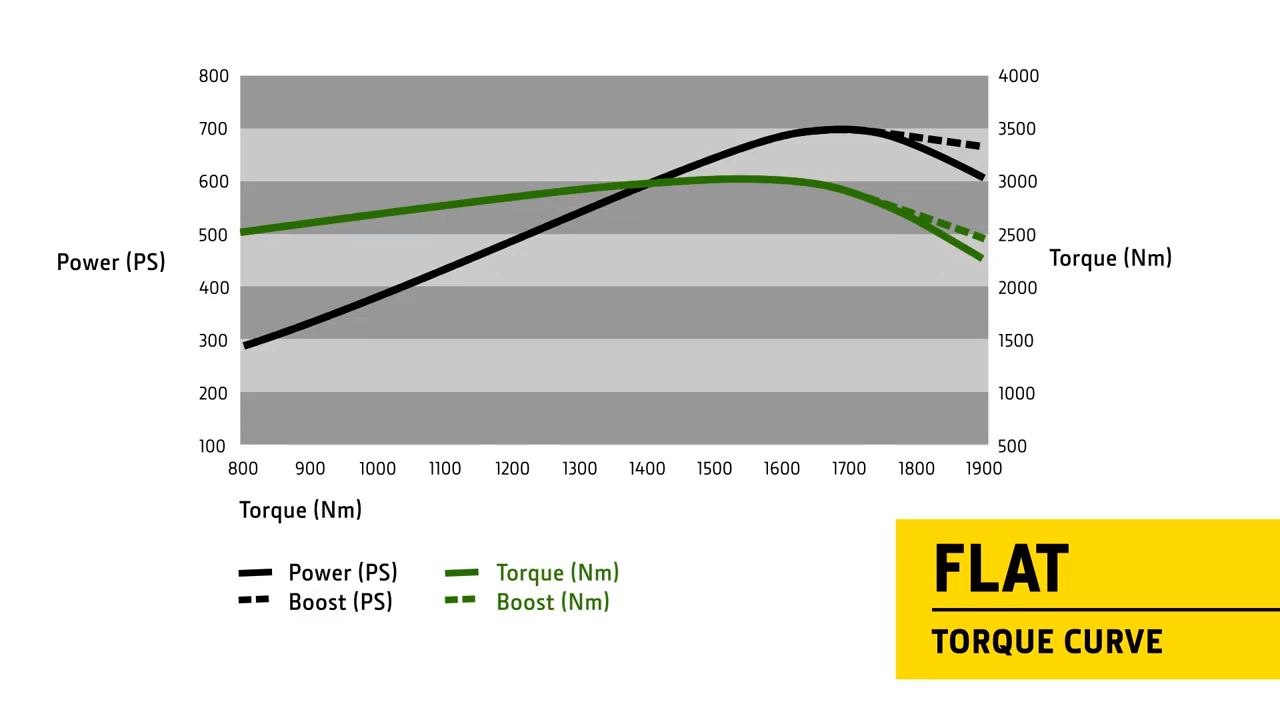 800 4000
700 3500
600 3000
500 2500
Power (PS) Torque (Nm)
400 2000
300 1500
200 1000
100 500
800 900 1000 1100 1200 1300 1400 1500 1600 1700 1800 1900
Torque (Nm)
Power (PS) Torque (Nm)
Boost (PS) Boost (Nm)
FLAT
TORQUE CURVE